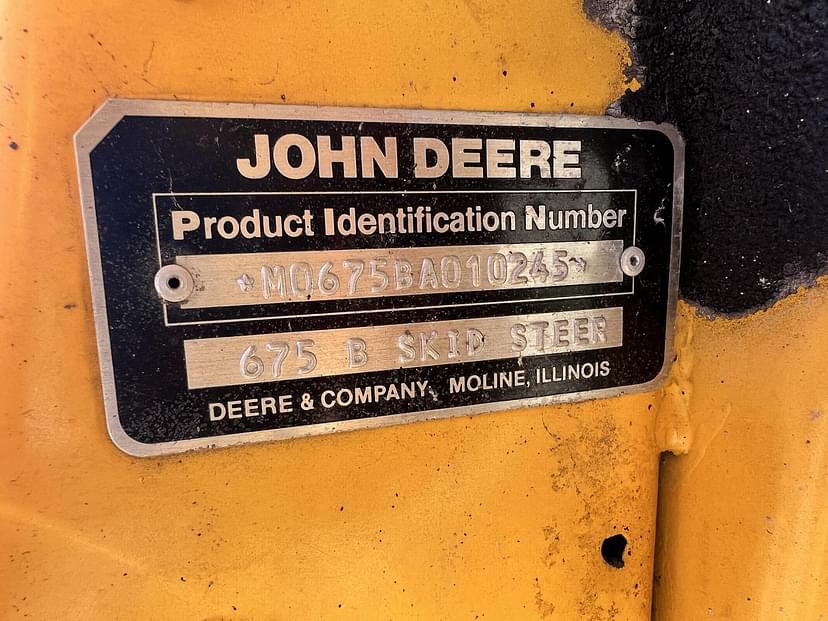 JOHN DEERE
Product Identification Number
*M0675BA010245*
675 B SKID STEER
DEERE & COMPANY, MOLINE, ILLINOIS